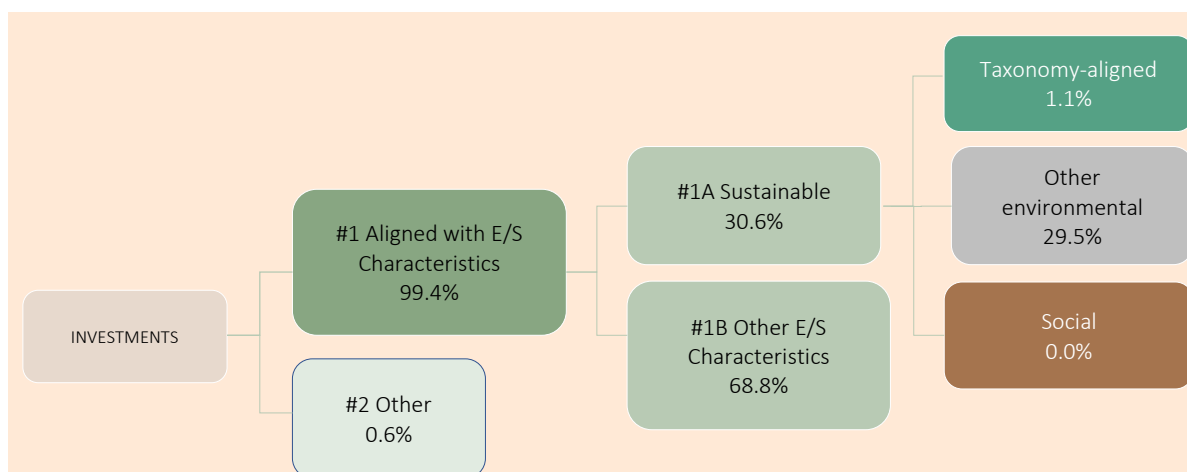 INVESTMENTS
#1 Aligned with E/S
Characteristics
99.4%
#2 Other
0.6%
#1A Sustainable
30.6%
#1B Other E/S
Characteristics
68.8%
Taxonomy-aligned
1.1%
Other
environmental
29.5%
Social
0.0%